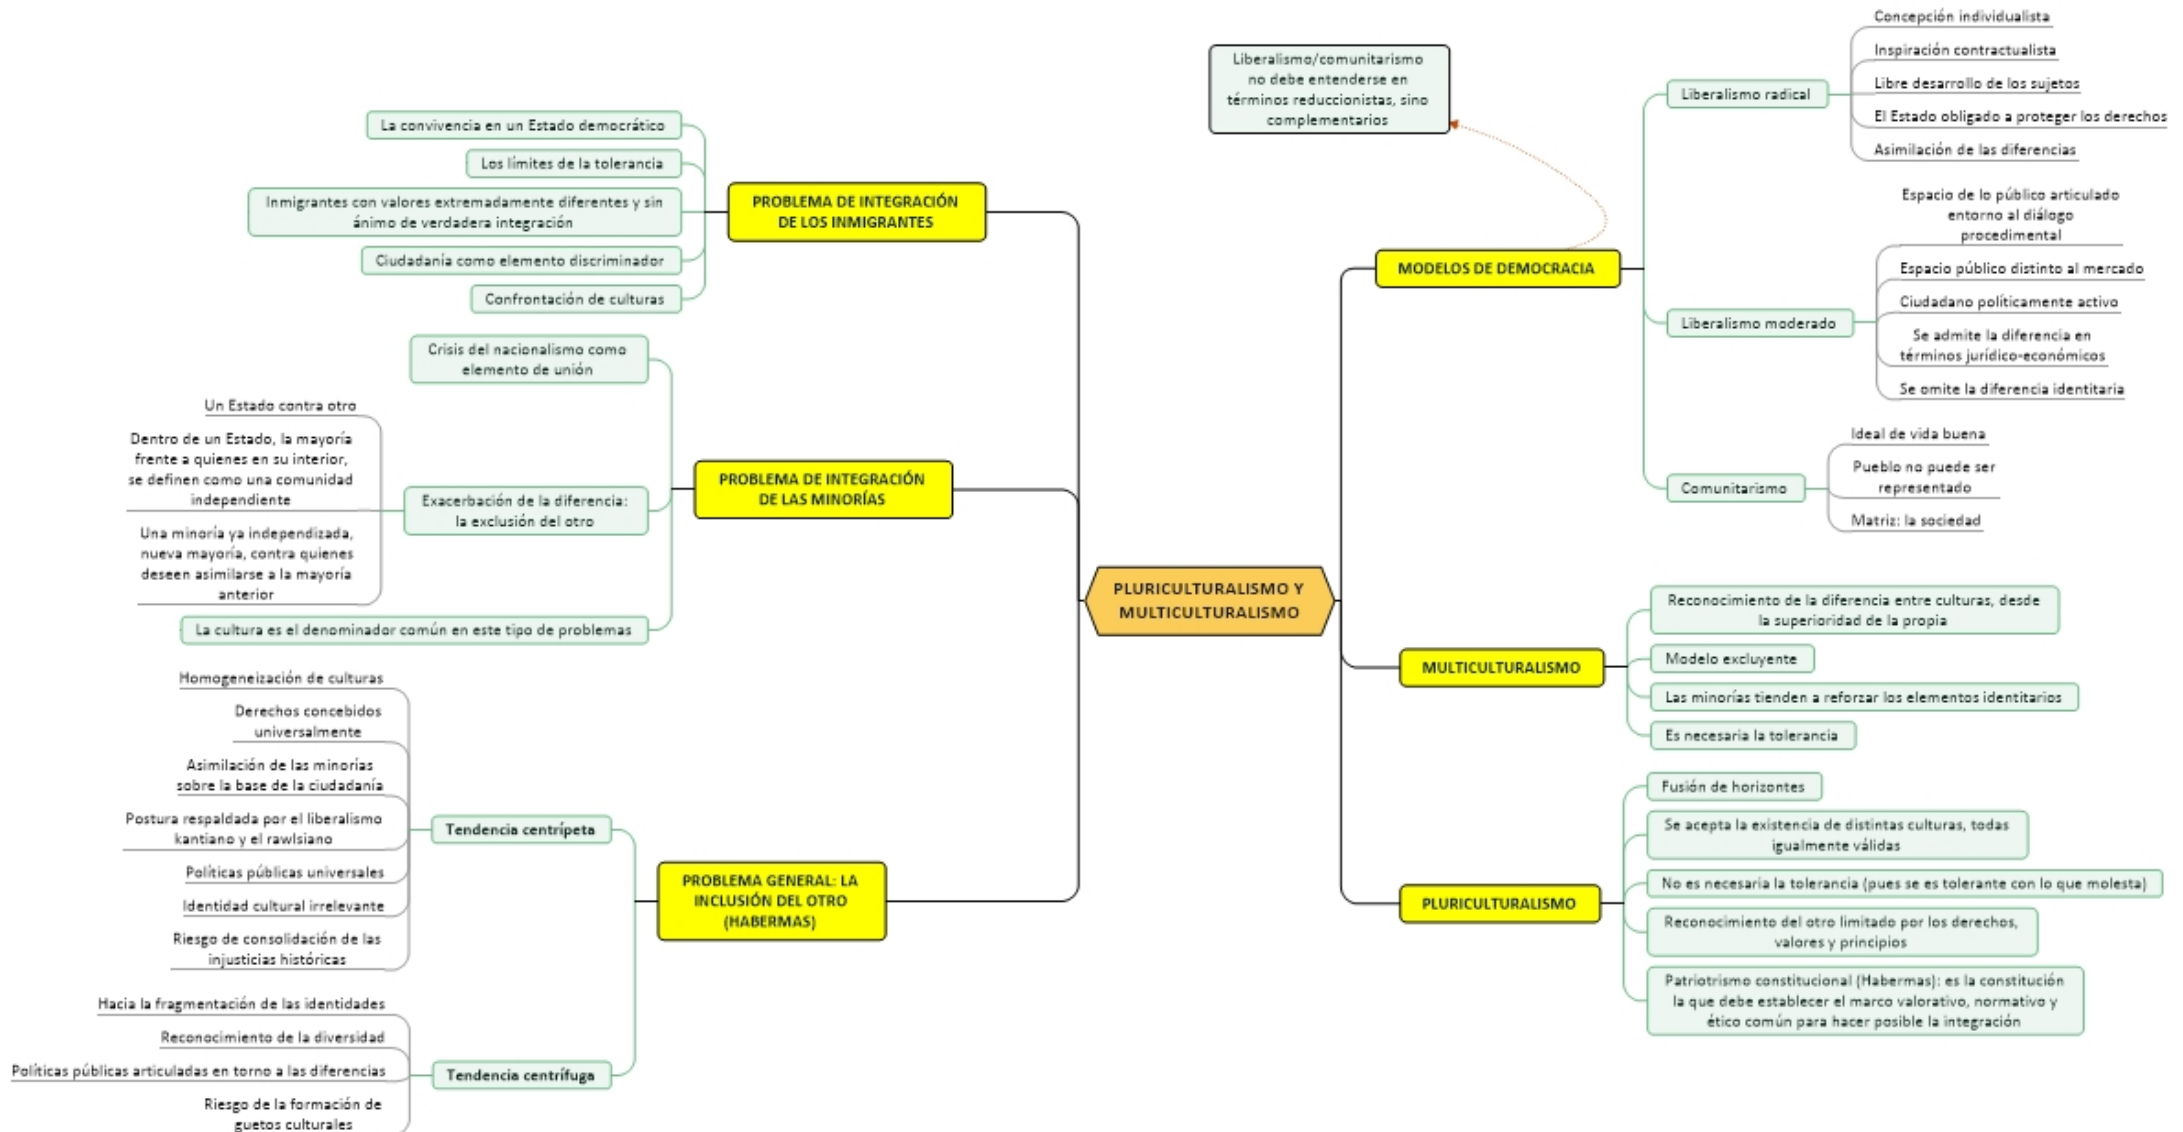 PLURICULTURALISMO Y
MULTICULTURALISMO
PROBLEMA DE INTEGRACIÓN
DE LOS INMIGRANTES
La convivencia en un Estado democrático
Los límites de la tolerancia
Inmigrantes con valores extremadamente diferentes y sin
ánimo de verdadera integración
Ciudadanía como elemento discriminador
Confrontación de culturas
PROBLEMA DE INTEGRACIÓN
DE LAS MINORÍAS
Crisis del nacionalismo como
elemento de unión
Exacerbación de la diferencia:
la exclusión del otro
Un Estado contra otro
Dentro de un Estado, la mayoría
frente a quienes en su interior,
se definen como una comunidad
independiente
Una minoría ya independizada,
nueva mayoría, contra quienes
deseen asimilarse a la mayoría
anterior
La cultura es el denominador común en este tipo de problemas
PROBLEMA GENERAL: LA
INCLUSIÓN DEL OTRO
(HABERMAS)
Tendencia centrípeta
Homogeneización de culturas
Derechos concebidos
universalmente
Asimilación de las minorías
sobre la base de la ciudadanía
Postura respaldada por el liberalismo
kantiano y el rawlsiano
Políticas públicas universales
Identidad cultural irrelevante
Riesgo de consolidación de las
injusticias históricas
Tendencia centrífuga
Hacia la fragmentación de las identidades
Reconocimiento de la diversidad
Políticas públicas articuladas en torno a las diferencias
Riesgo de la formación de
guetos culturales
Liberalismo/comunitarismo
no debe entenderse en
términos reduccionistas, sino
complementarios
MODELOS DE DEMOCRACIA
Liberalismo radical
Concepción individualista
Inspiración contractualista
Libre desarrollo de los sujetos
El Estado obligado a proteger los derechos
Asimilación de las diferencias
Liberalismo moderado
Espacio de lo público articulado
entorno al diálogo
procedimental
Espacio público distinto al mercado
Ciudadano políticamente activo
Se admite la diferencia en
términos jurídico-económicos
Se omite la diferencia identitaria
Comunitarismo
Ideal de vida buena
Pueblo no puede ser
representado
Matriz: la sociedad
MULTICULTURALISMO
Reconocimiento de la diferencia entre culturas, desde
la superioridad de la propia
Modelo excluyente
Las minorías tienden a reforzar los elementos identitarios
Es necesaria la tolerancia
PLURICULTURALISMO
Fusión de horizontes
Se acepta la existencia de distintas culturas, todas
igualmente válidas
No es necesaria la tolerancia (pues se es tolerante con lo que molesta)
Reconocimiento del otro limitado por los derechos,
valores y principios
Patriotrismo constitucional (Habermas): es la constitución
la que debe establecer el marco valorativo, normativo y
ético común para hacer posible la integración